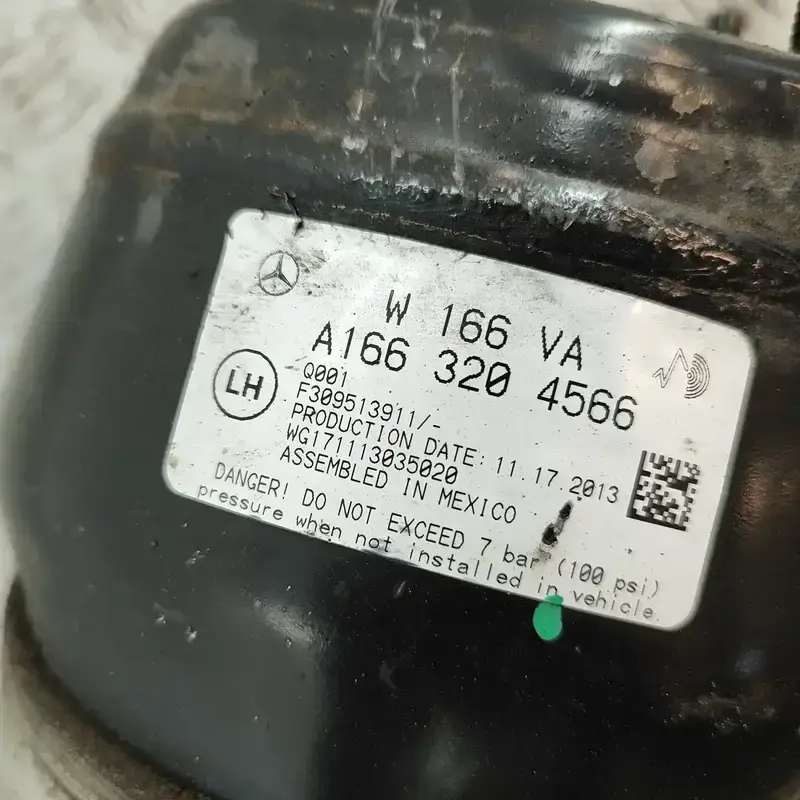 W 166 VA
A166 320 4566
LH
Q001
F309513911/-
PRODUCTION DATE: 11.17.2013
WG171113035020
ASSEMBLED IN MEXICO
DANGER! DO NOT EXCEED 7 bar (100 psi)
pressure when not installed in vehicle.